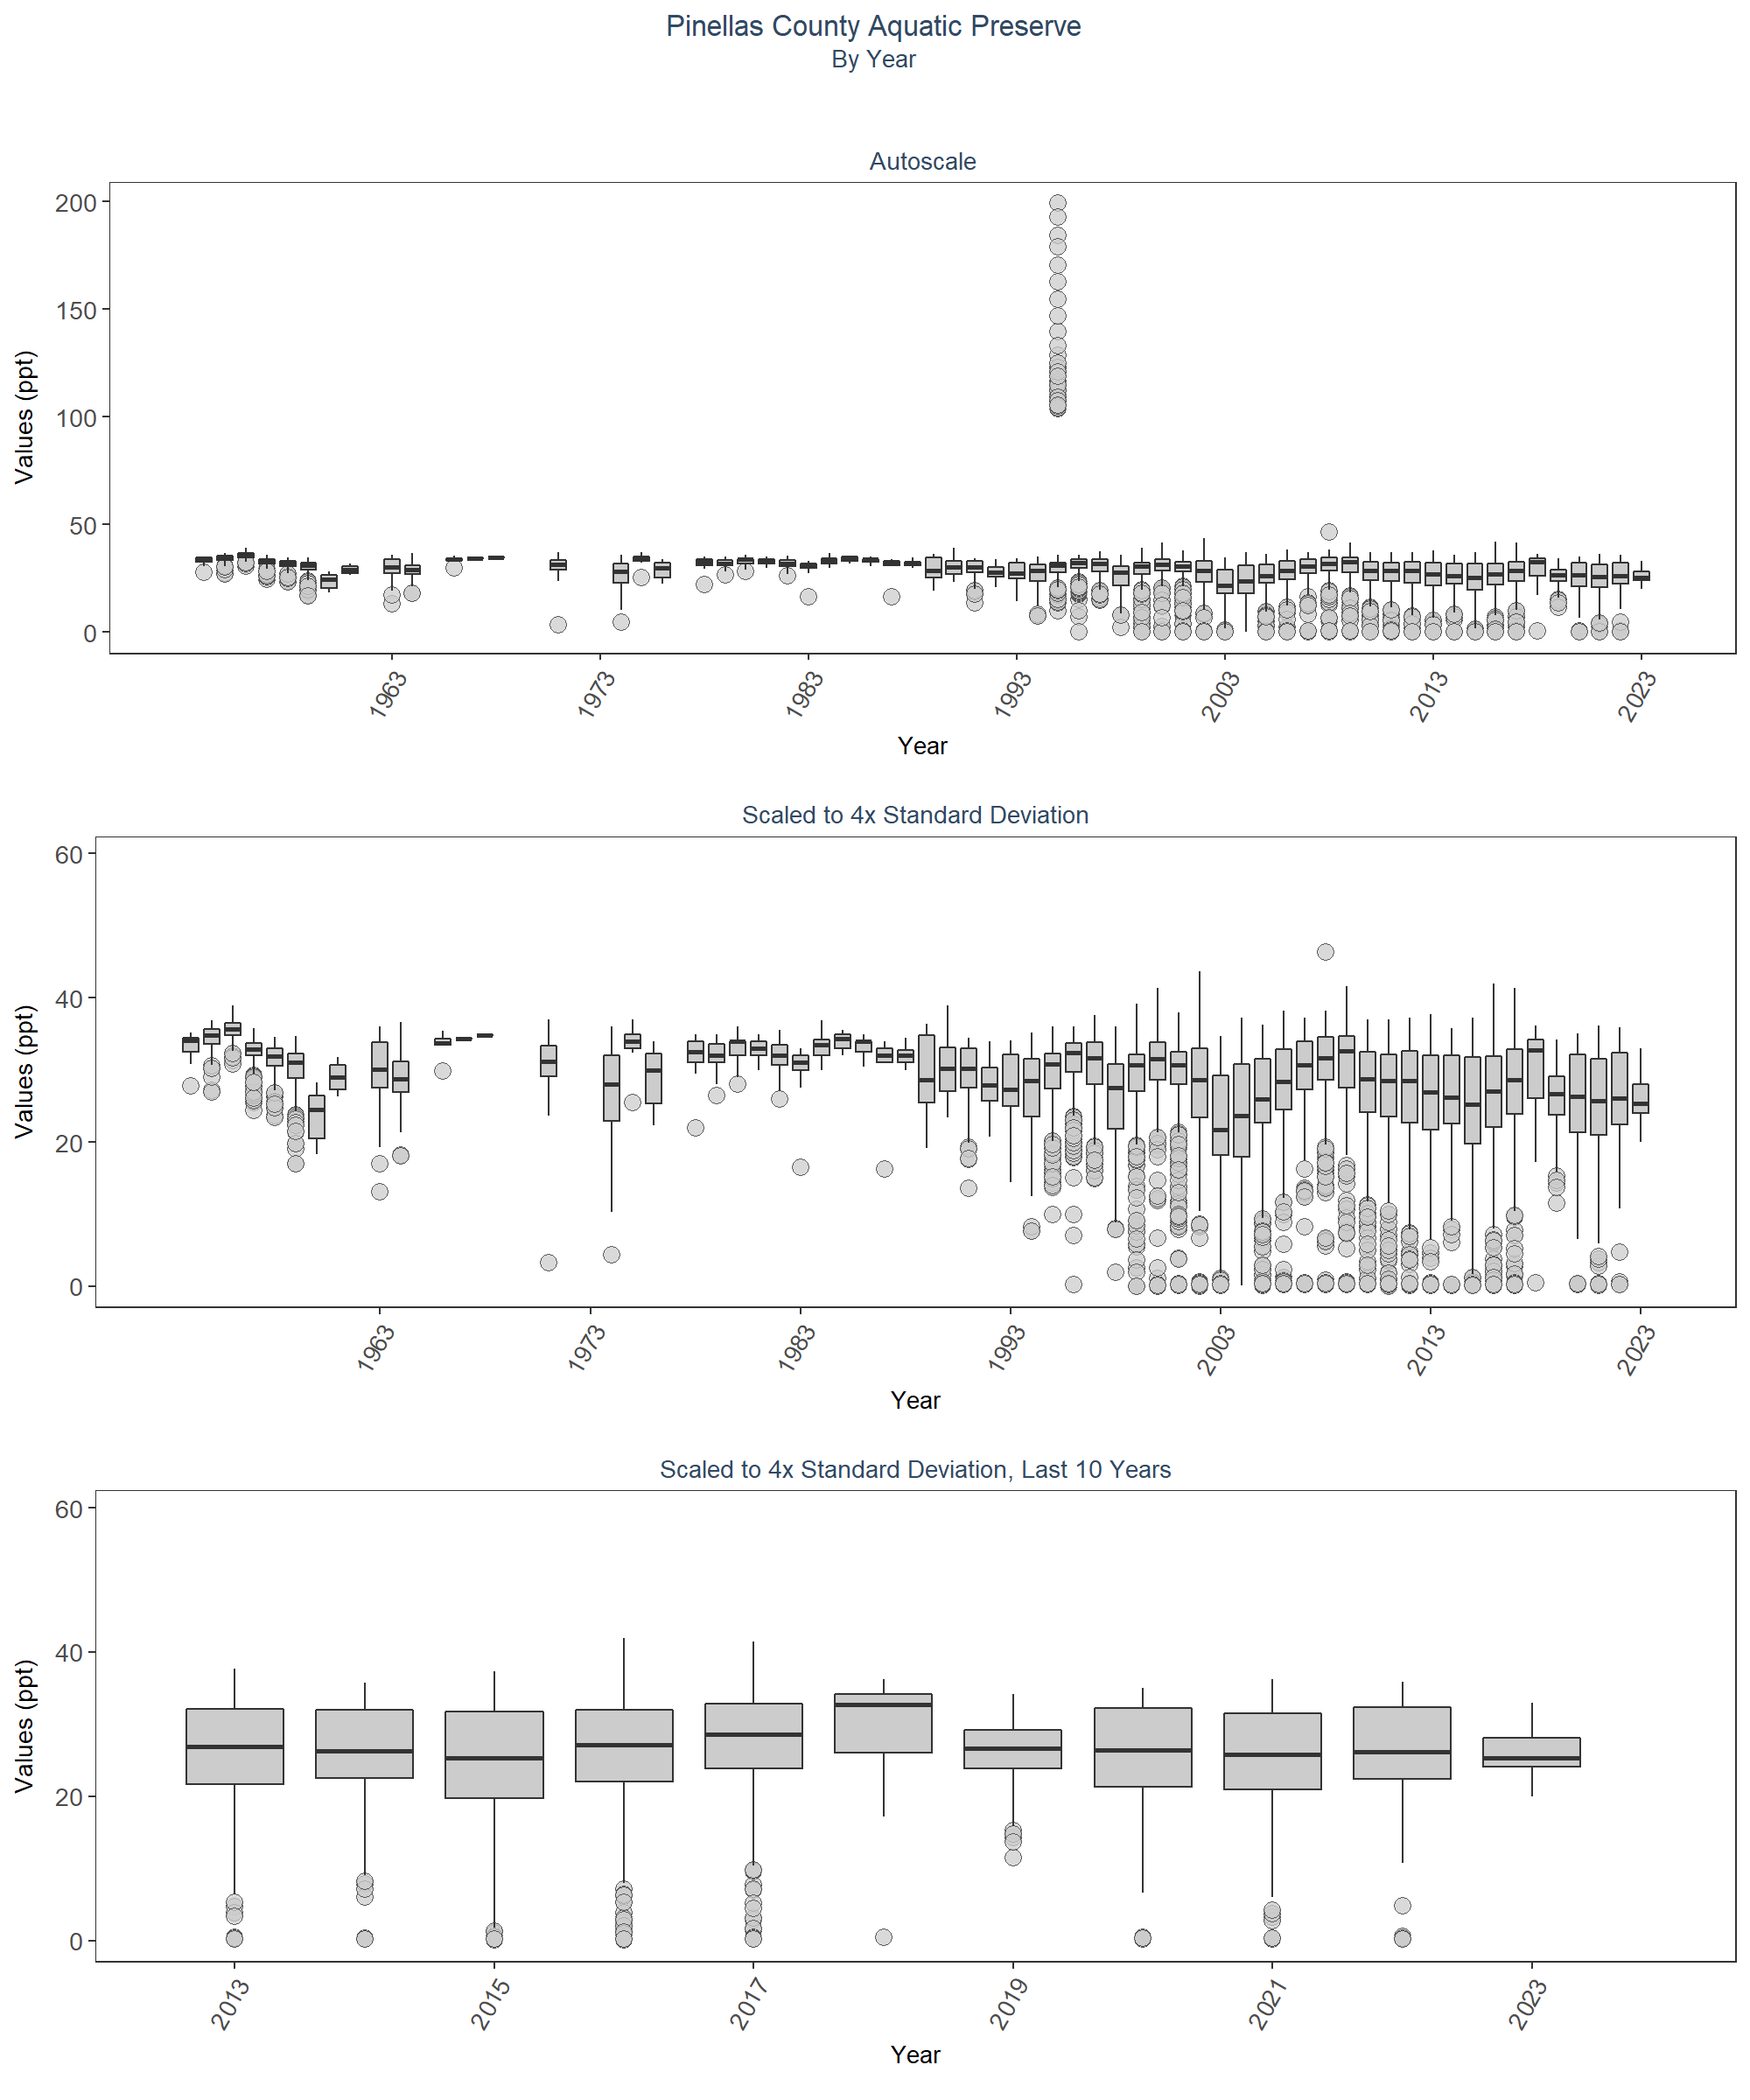 Pinellas County Aquatic Preserve
By Year
Autoscale
200
150
100
50
0
Values (ppt)
1963 1973 1983 1993 2003 2013 2023
Year
Scaled to 4x Standard Deviation
60
40
20
0
Values (ppt)
1963 1973 1983 1993 2003 2013 2023
Year
Scaled to 4x Standard Deviation, Last 10 Years
60
40
20
0
Values (ppt)
2013 2015 2017 2019 2021 2023
Year